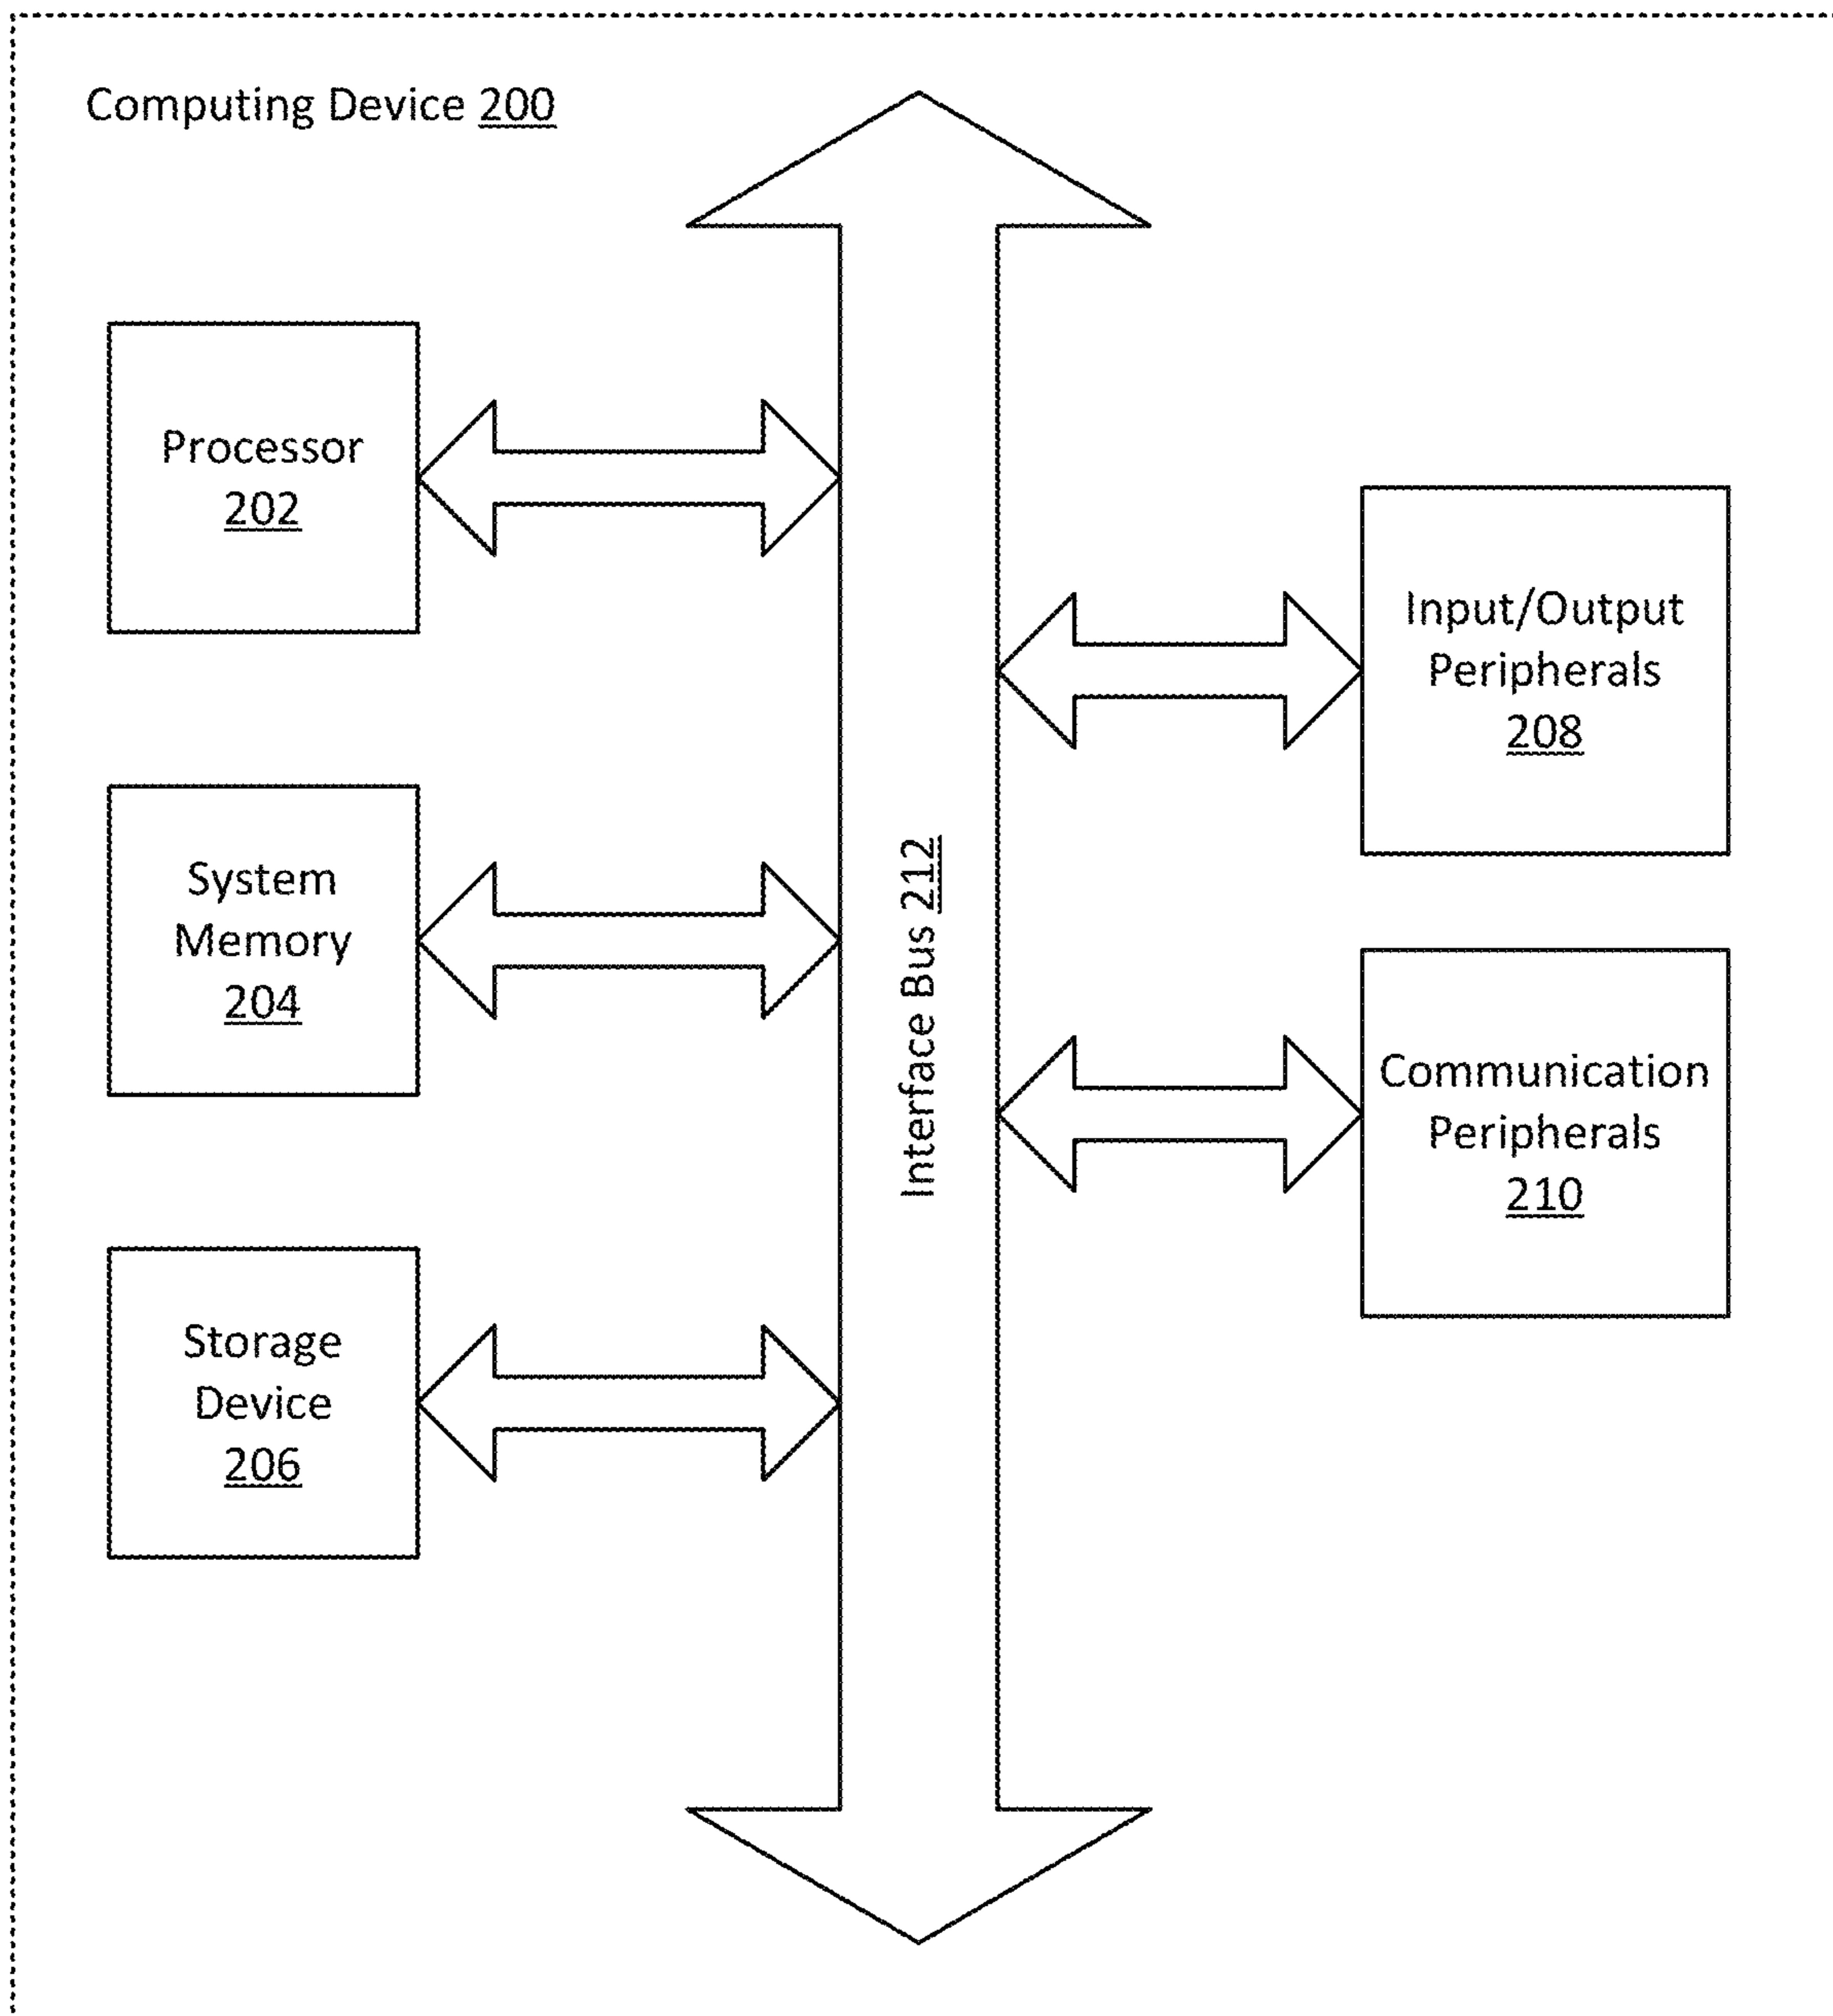 Computing Device 200
Processor
202
System
Memory
204
Storage
Device
206
Interface Bus 212
Input/Output
Peripherals
208
Communication
Peripherals
210